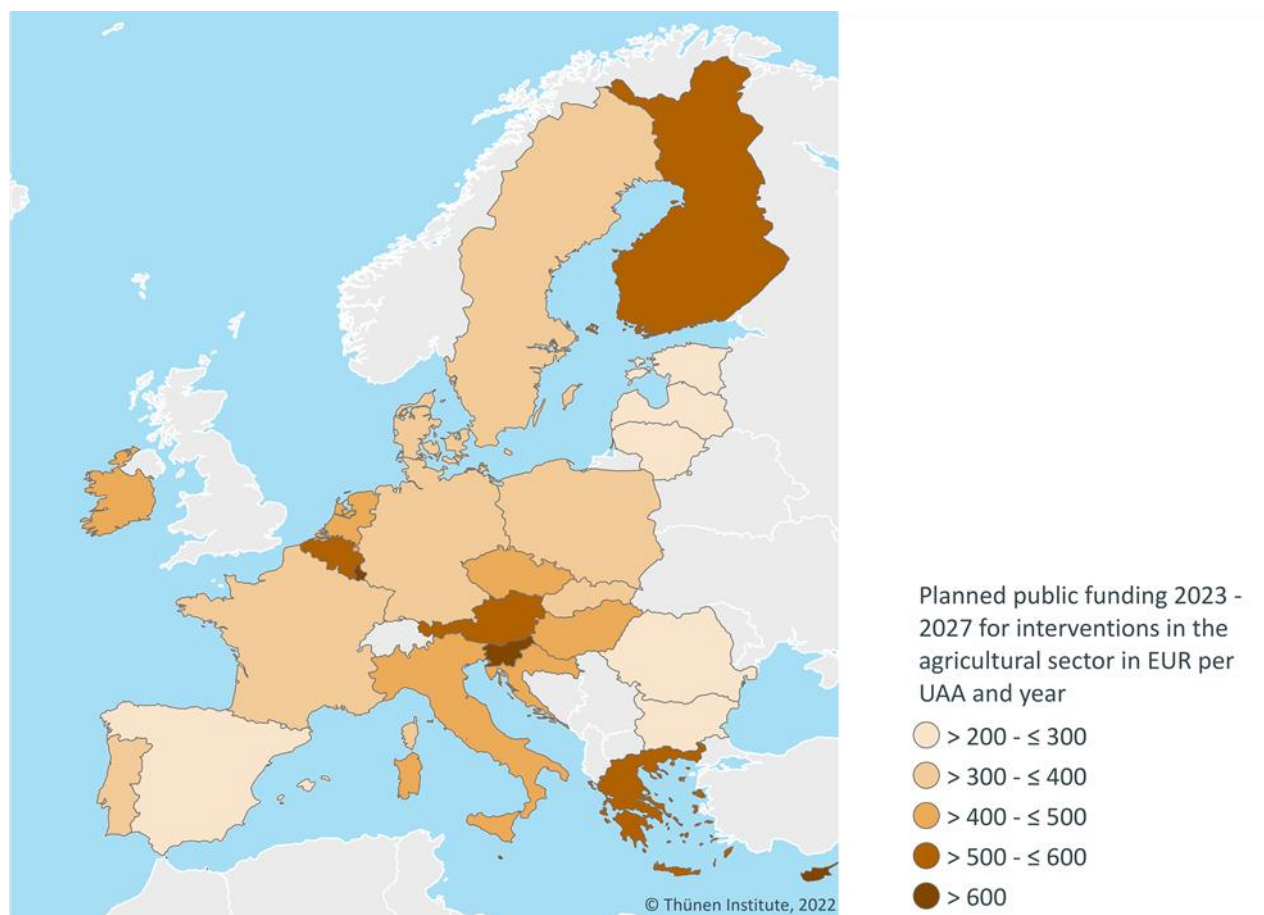 Planned public funding 2023 -
2027 for interventions in the
agricultural sector in EUR per
UAA and year
> 200 - ≤ 300
> 300 - ≤ 400
> 400 - ≤ 500
> 500 - ≤ 600
> 600
© Thünen Institute, 2022